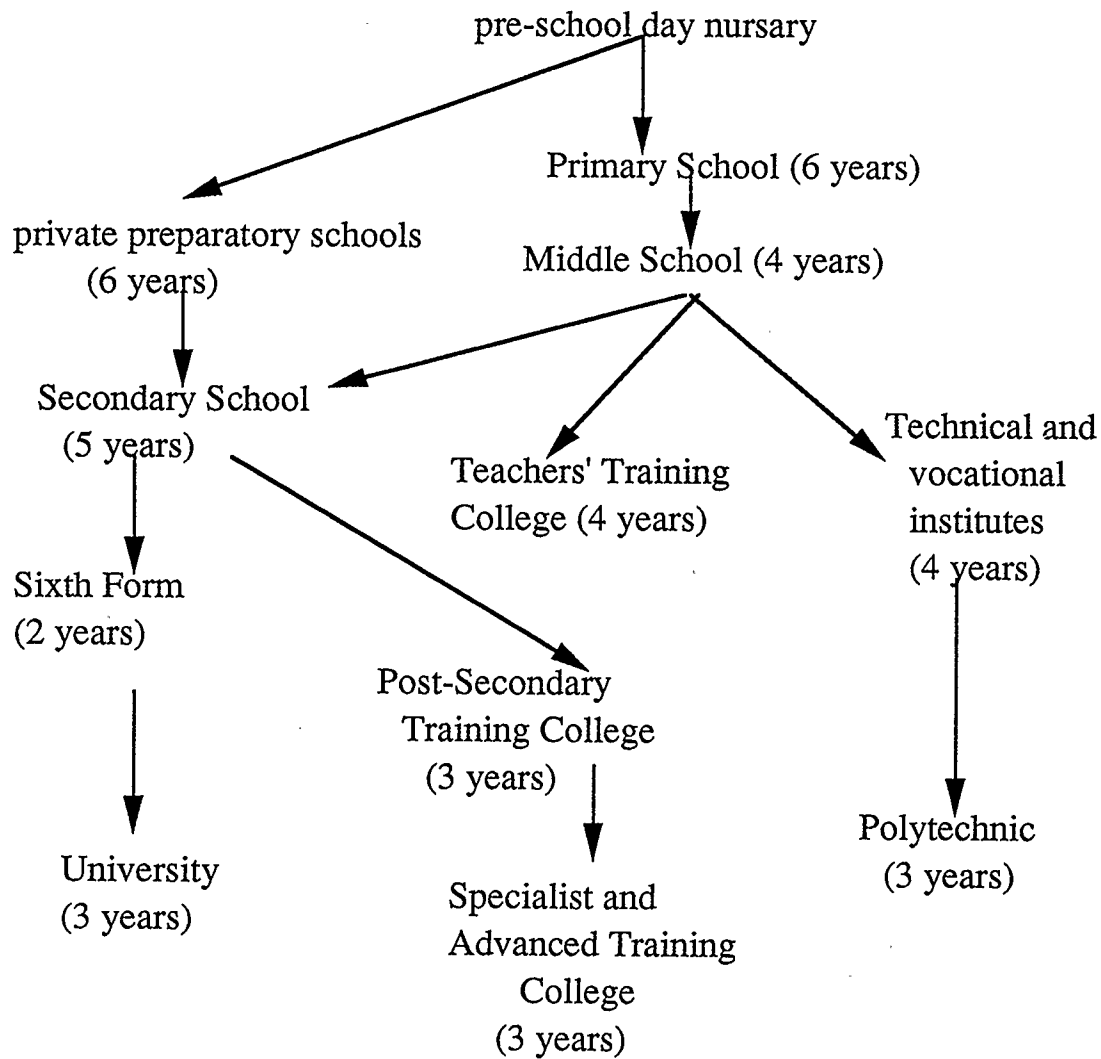 pre-school day nursary
Primary School (6 years)
private preparatory schools
(6 years)
Middle School (4 years)
Secondary School
(5 years)
Teachers' Training
College (4 years)
Technical and
vocational
institutes
(4 years)
Sixth Form
(2 years)
Post-Secondary
Training College
(3 years)
Polytechnic
(3 years)
University
(3 years)
Specialist and
Advanced Training
College
(3 years)